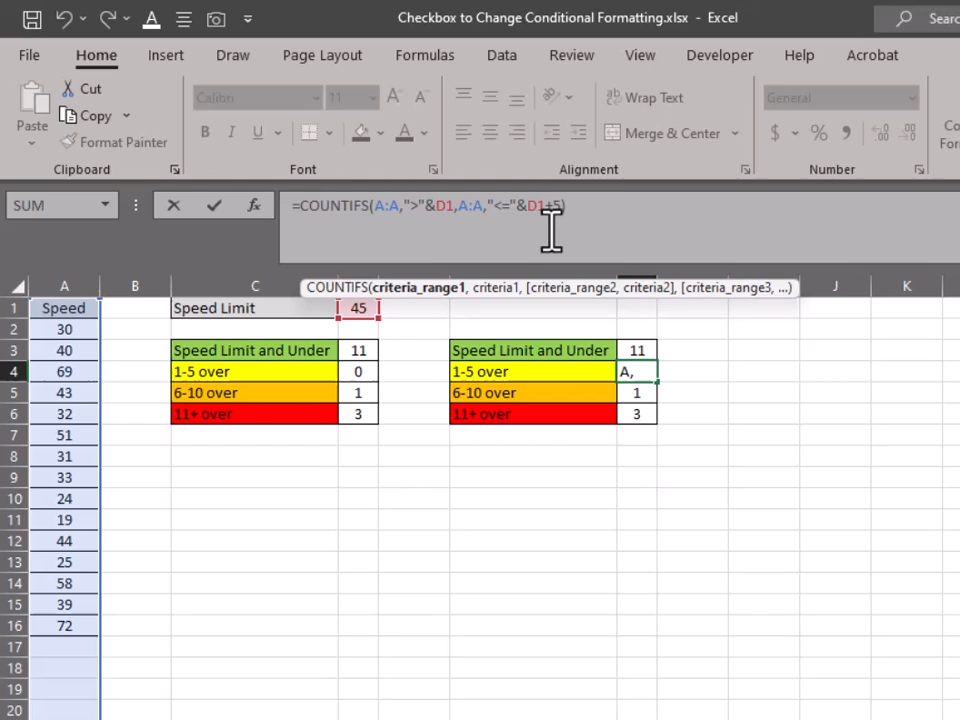 Checkbox to Change Conditional Formatting.xlsx - Excel
Searc
File Home Insert Draw Page Layout Formulas Data Review View Developer Help Acrobat
Paste
Cut
Copy
Format Painter
Clipboard
Calibri 11 A A
B I U A
Font
ab Wrap Text
Merge & Center
Alignment
General
$ % 9
Number
Co
Form
SUM fx =COUNTIFS(A:A,">"&D1,A:A,"<="&D1+5)
COUNTIFS(criteria_range1, criteria1, [criteria_range2, criteria2], [criteria_range3, ...)
A B C J K
1 Speed Speed Limit 45
2 30
3 40 Speed Limit and Under 11 Speed Limit and Under 11
4 69 1-5 over 0 1-5 over A,
5 43 6-10 over 1 6-10 over 1
6 32 11+ over 3 11+ over 3
7 51
8 31
9 33
10 24
11 19
12 44
13 25
14 58
15 39
16 72
17
18
19
20